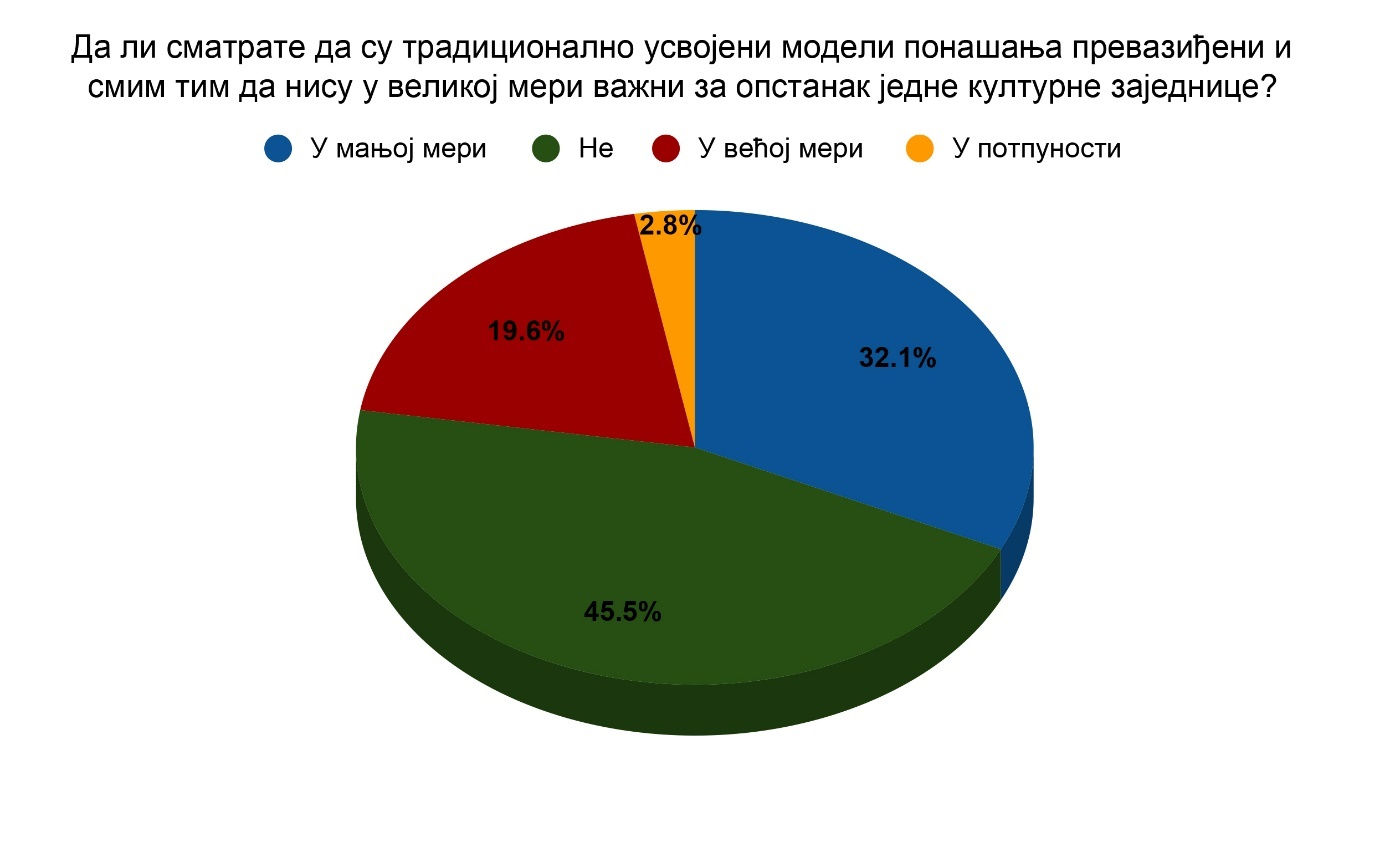 Да ли сматрате да су традиционално усвојени модели понашања превазиђени и
смим тим да нису у великој мери важни за опстанак једне културне заједнице?
У мањој мери Не У већој мери У потпуности
2.8%
19.6%
32.1%
45.5%